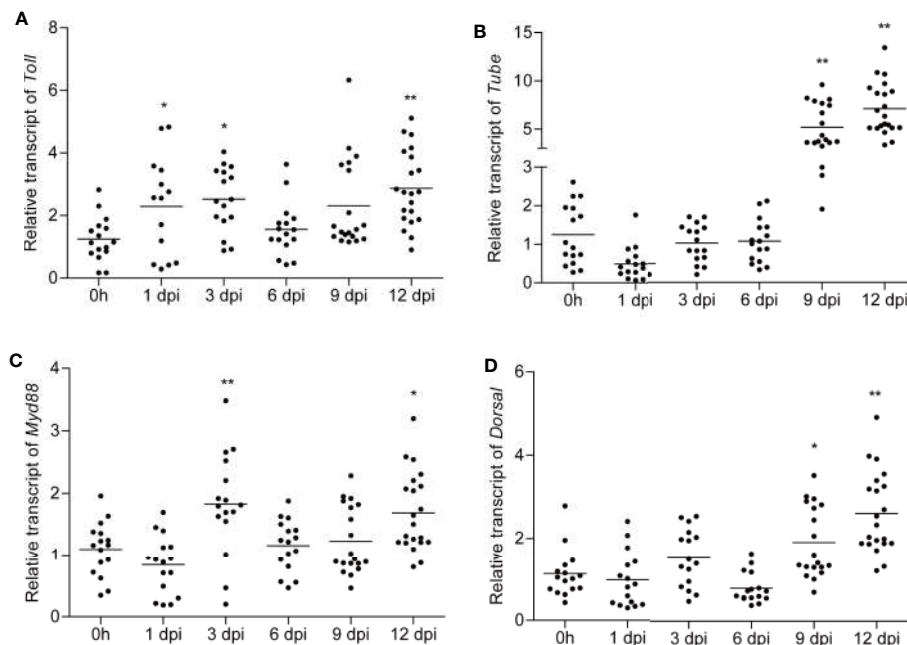 A
Relative transcript of Toll
8
6
4
2
0
*
*
**
0h 1 dpi 3 dpi 6 dpi 9 dpi 12 dpi
B
Relative transcript of Tube
15
10
5
3
2
1
0
**
**
0h 1 dpi 3 dpi 6 dpi 9 dpi 12 dpi
C
Relative transcript of Myd88
4
3
2
1
0
**
*
0h 1 dpi 3 dpi 6 dpi 9 dpi 12 dpi
D
Relative transcript of Dorsal
6
4
2
0
*
**
0h 1 dpi 3 dpi 6 dpi 9 dpi 12 dpi